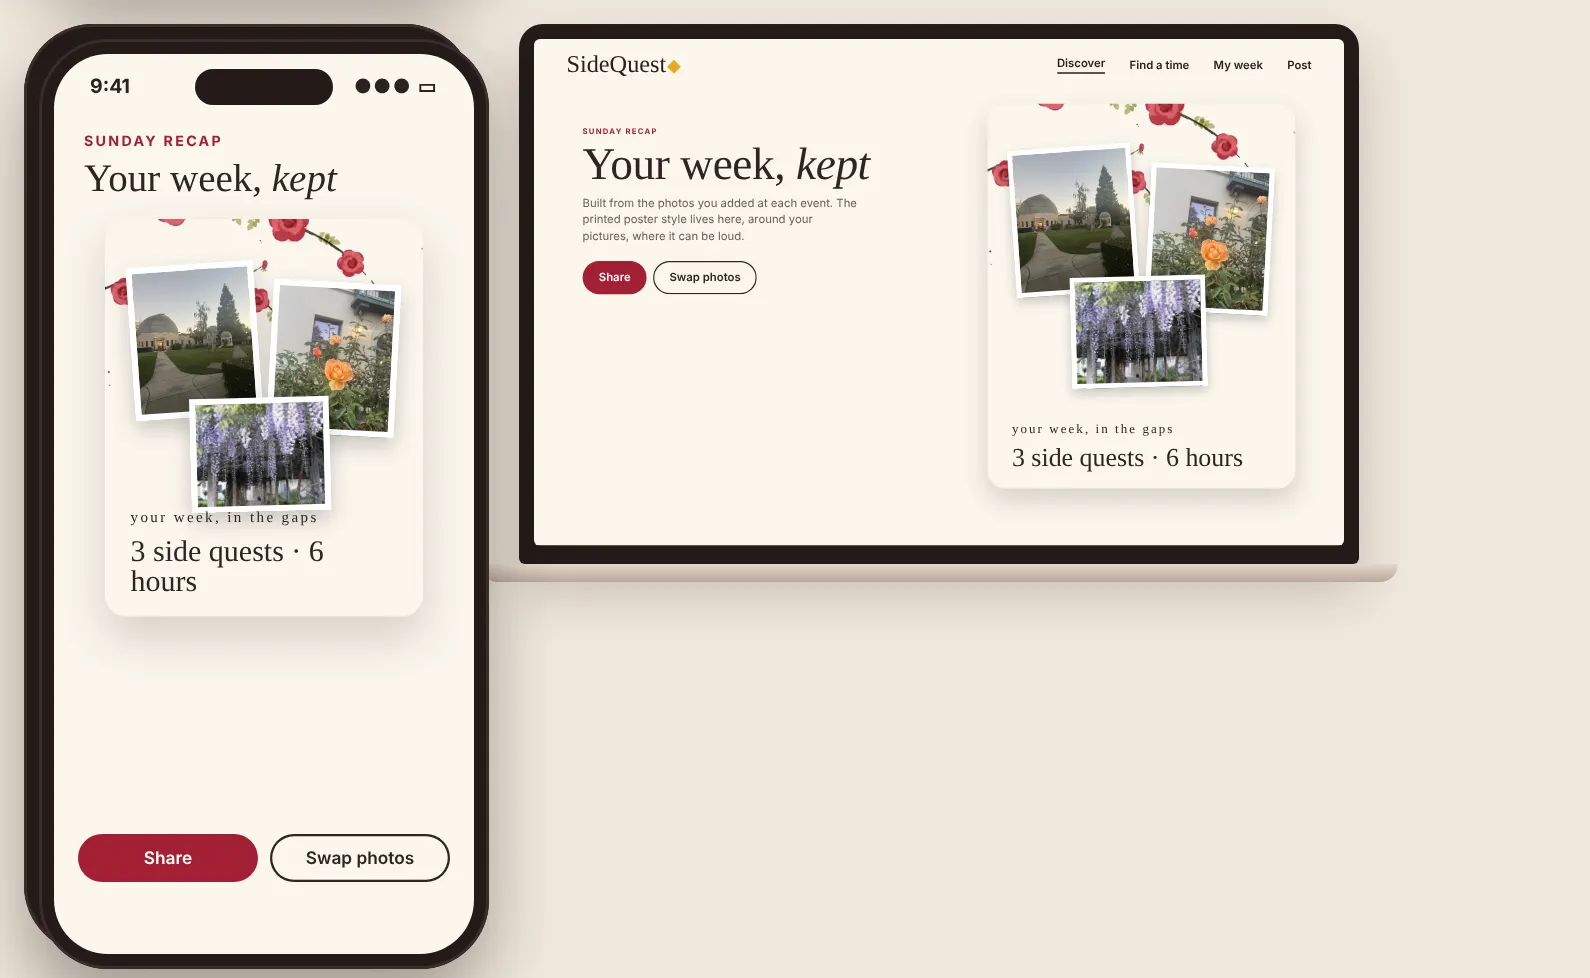 9:41
SUNDAY RECAP
Your week, kept
your week, in the gaps
3 side quests · 6
hours
Share
Swap photos
SideQuest
Discover
Find a time
My week
Post
SUNDAY RECAP
Your week, kept
Built from the photos you added at each event. The
printed poster style lives here, around your
pictures, where it can be loud.
Share
Swap photos
your week, in the gaps
3 side quests · 6 hours